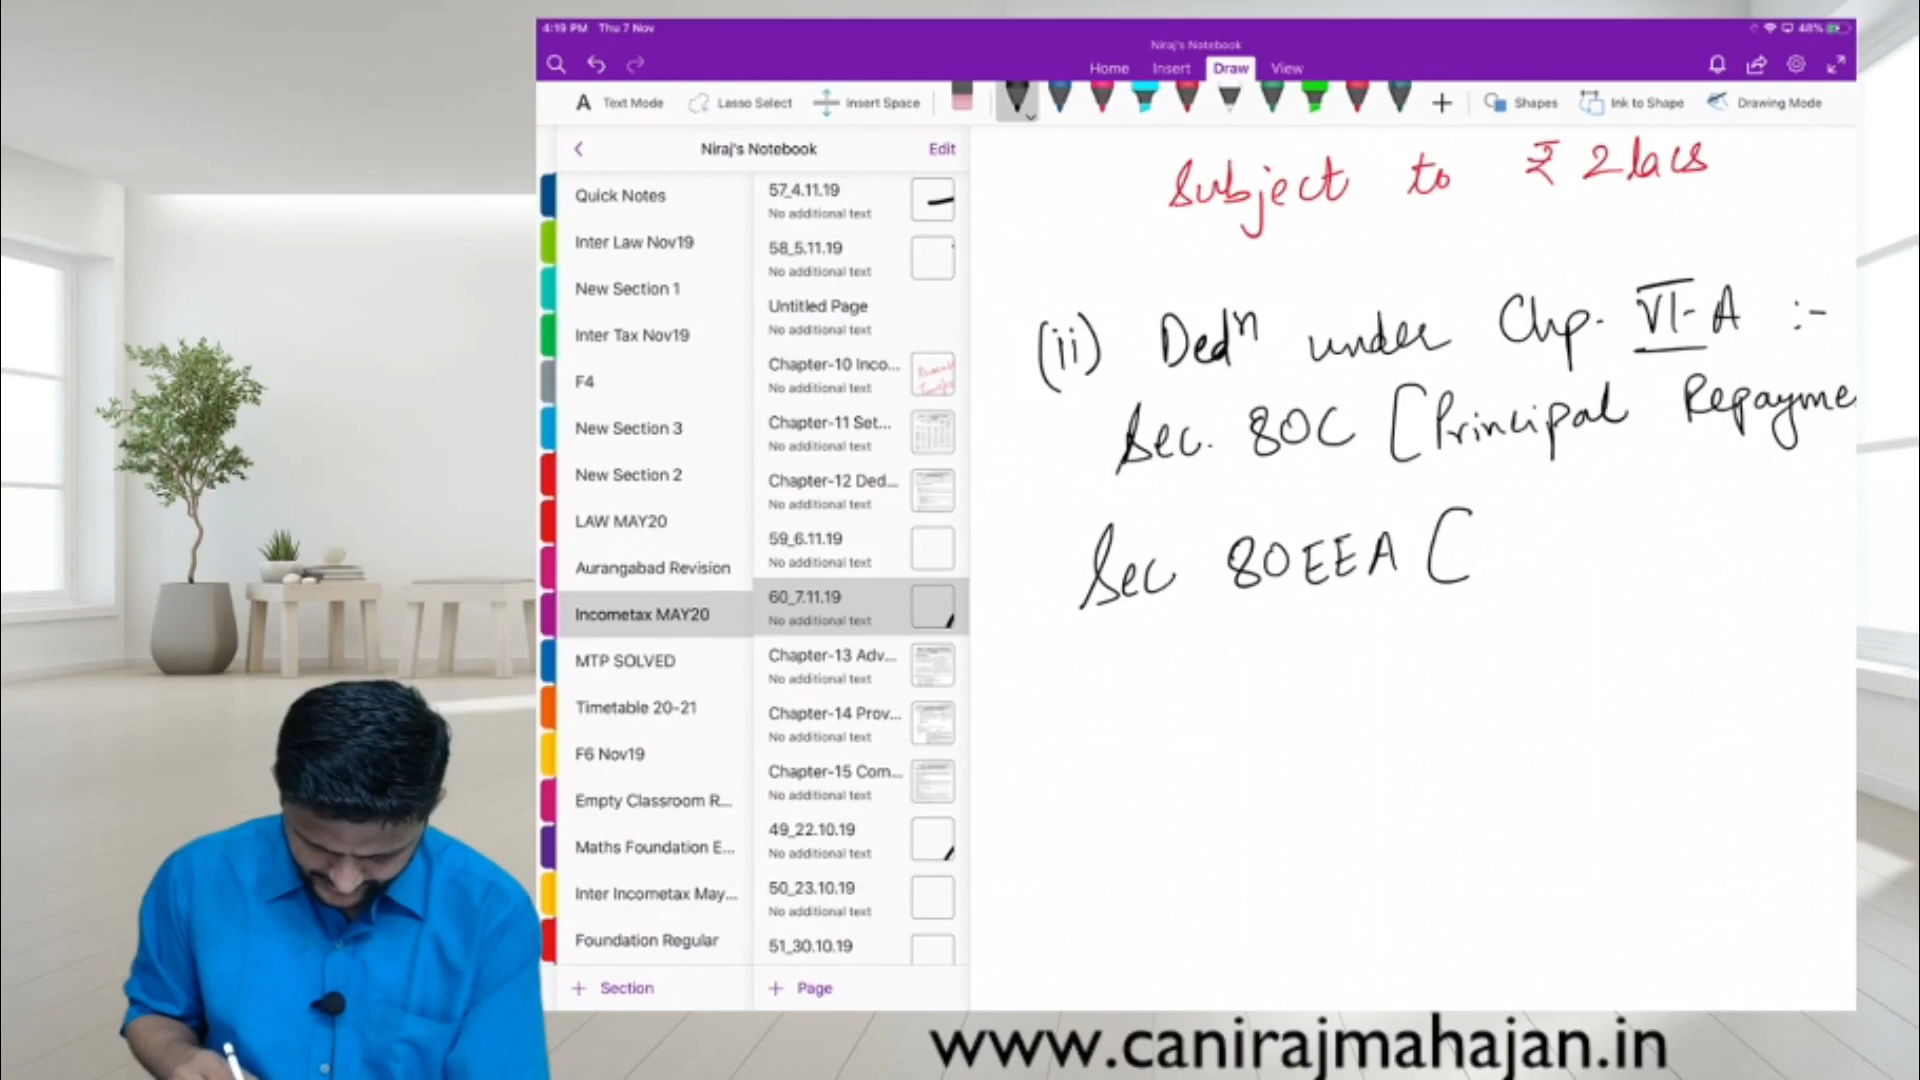 4:19 PM Thu 7 Nov
48%
Niraj's Notebook
Home Insert Draw View
Text Mode Lasso Select Insert Space Shapes Ink to Shape Drawing Mode
Niraj's Notebook Edit
Quick Notes
Inter Law Nov19
New Section 1
Inter Tax Nov19
F4
New Section 3
New Section 2
LAW MAY20
Aurangabad Revision
Incometax MAY20
MTP SOLVED
Timetable 20-21
F6 Nov19
Empty Classroom R...
Maths Foundation E...
Inter Incometax May...
Foundation Regular
+ Section
57_4.11.19
No additional text
58_5.11.19
No additional text
Untitled Page
No additional text
Chapter-10 Inco...
No additional text
Chapter-11 Set...
No additional text
Chapter-12 Ded...
No additional text
59_6.11.19
No additional text
60_7.11.19
No additional text
Chapter-13 Adv...
No additional text
Chapter-14 Prov...
No additional text
Chapter-15 Com...
No additional text
49_22.10.19
No additional text
50_23.10.19
No additional text
51_30.10.19
+ Page
Subject to ₹ 2 lacs
(ii) Dedⁿ under Chp. VI-A :-
Sec. 80C [Principal Repayme
Sec 80EEA [
www.canirajmahajan.in